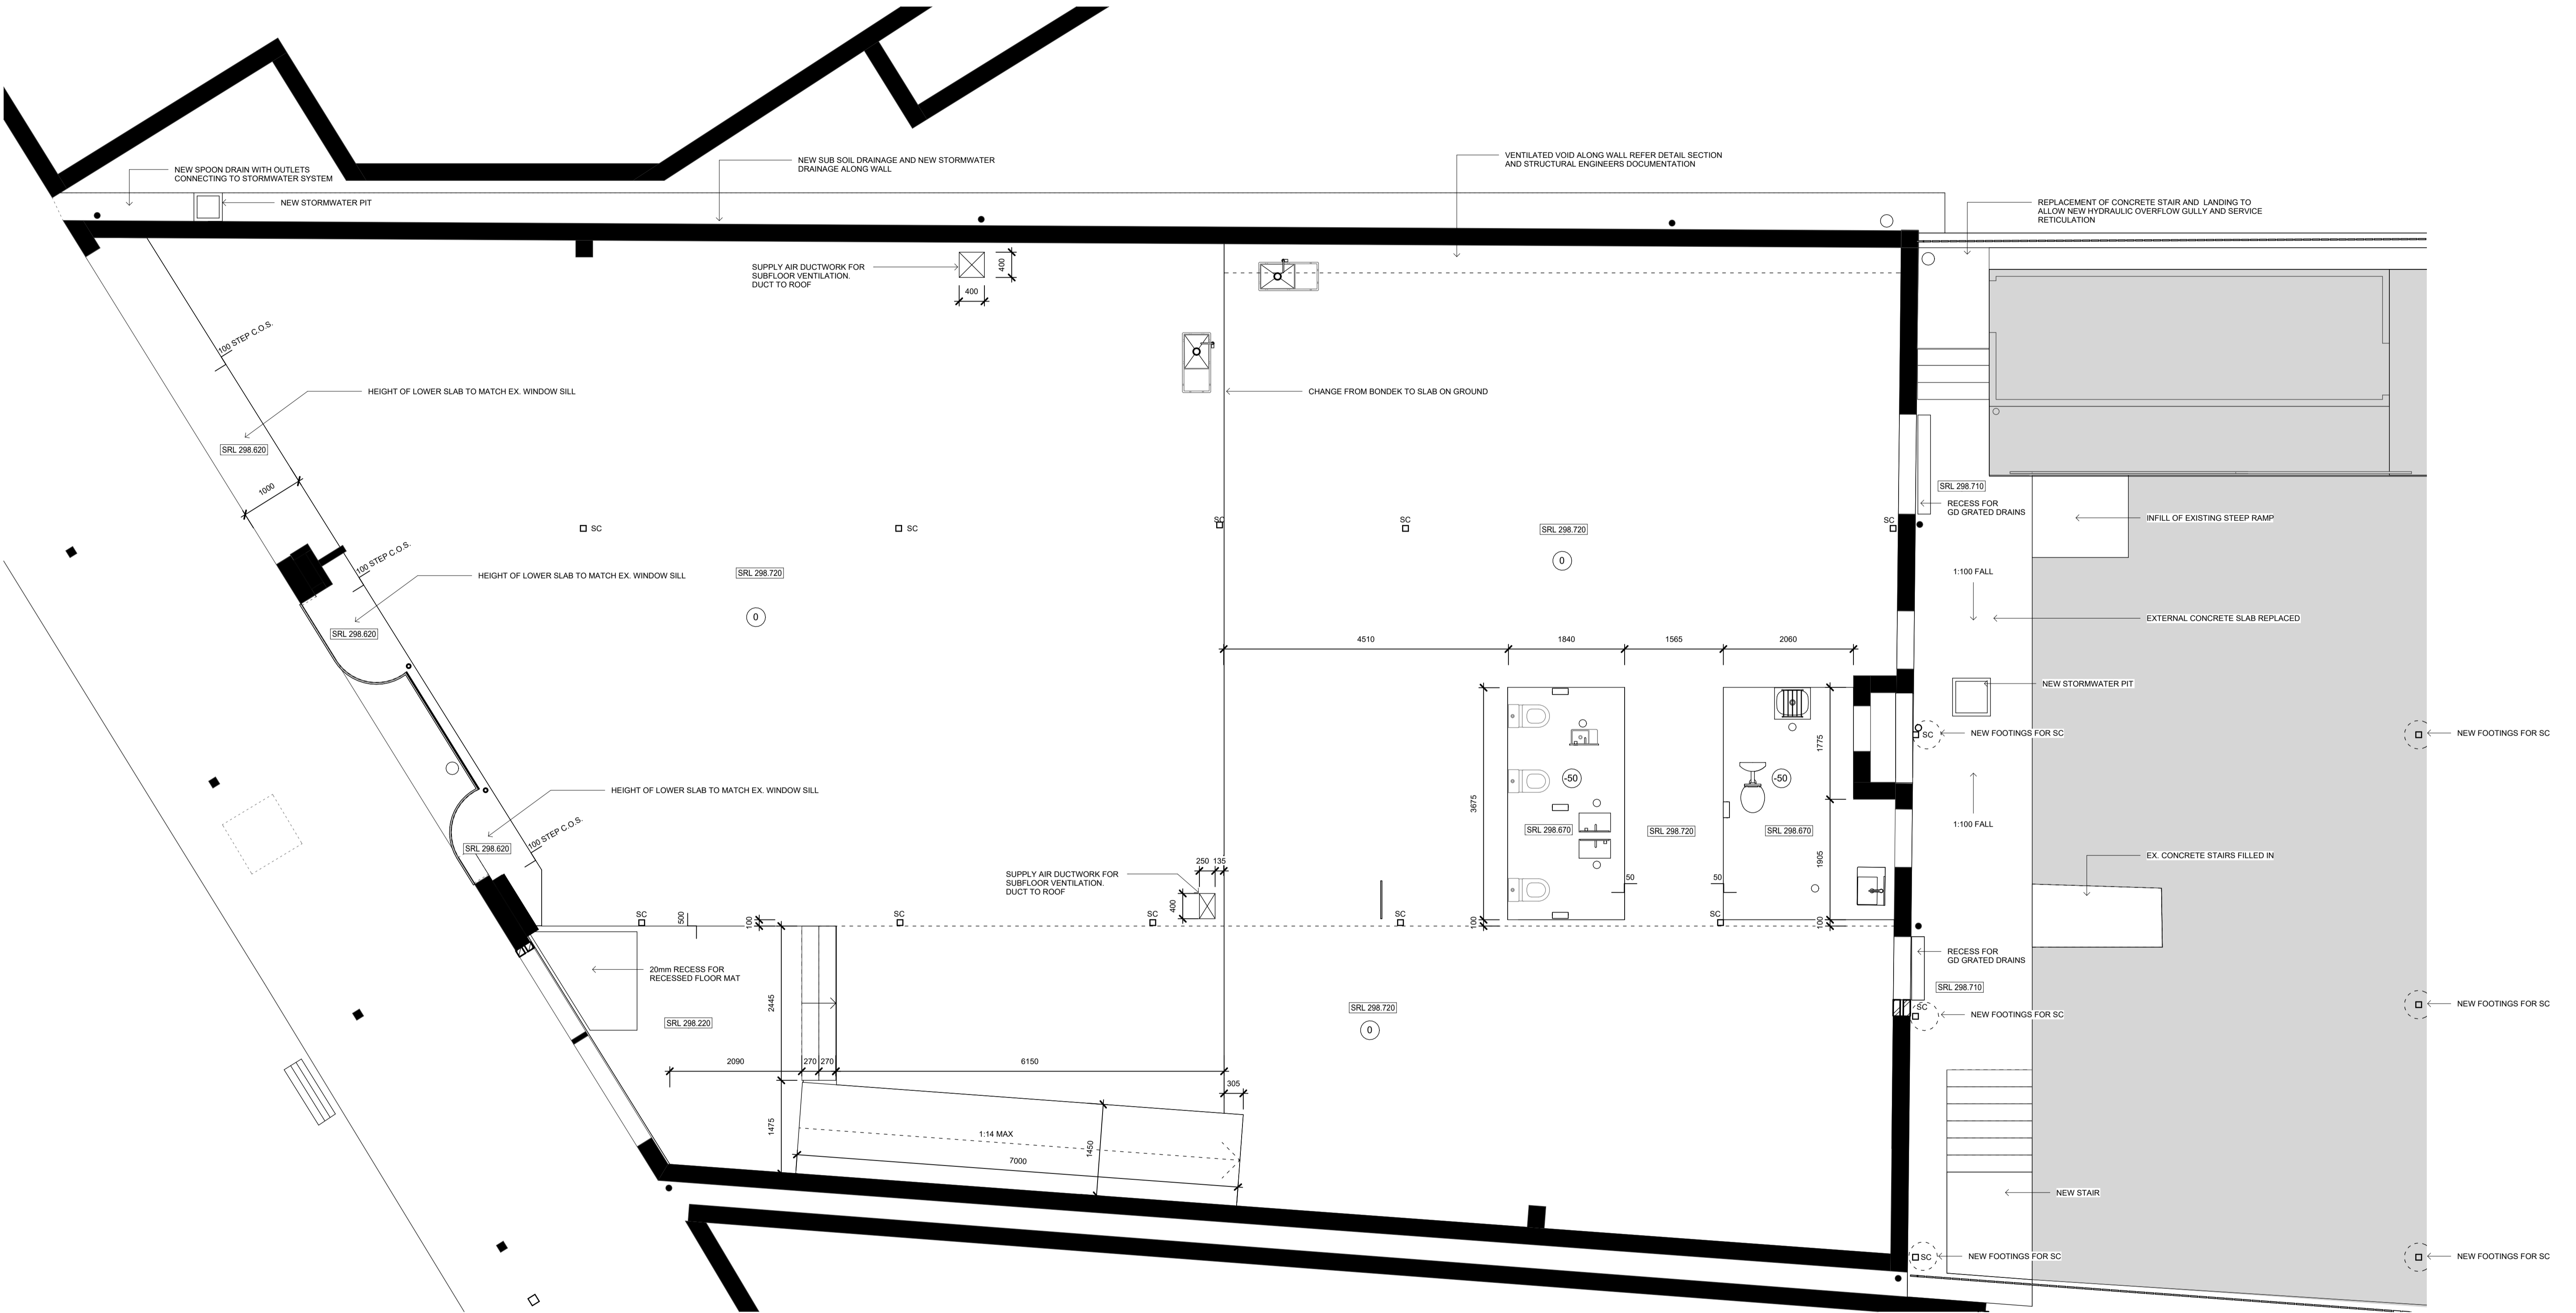 NEW SPOON DRAIN WITH OUTLETS
CONNECTING TO STORMWATER SYSTEM
NEW STORMWATER PIT
NEW SUB SOIL DRAINAGE AND NEW STORMWATER
DRAINAGE ALONG WALL
VENTILATED VOID ALONG WALL REFER DETAIL SECTION
AND STRUCTURAL ENGINEERS DOCUMENTATION
REPLACEMENT OF CONCRETE STAIR AND LANDING TO
ALLOW NEW HYDRAULIC OVERFLOW GULLY AND SERVICE
RETICULATION
SUPPLY AIR DUCTWORK FOR
SUBFLOOR VENTILATION.
DUCT TO ROOF
400
400
100 STEP C.O.S.
HEIGHT OF LOWER SLAB TO MATCH EX. WINDOW SILL
CHANGE FROM BONDEK TO SLAB ON GROUND
SRL 298.620
1000
SRL 298.710
RECESS FOR
GD GRATED DRAINS
INFILL OF EXISTING STEEP RAMP
SC
SC
SC
SC
SC
SRL 298.720
0
100 STEP C.O.S.
HEIGHT OF LOWER SLAB TO MATCH EX. WINDOW SILL
SRL 298.720
0
1:100 FALL
EXTERNAL CONCRETE SLAB REPLACED
SRL 298.620
4510
1840
1565
2060
NEW STORMWATER PIT
SC
NEW FOOTINGS FOR SC
NEW FOOTINGS FOR SC
1775
3675
-50
-50
HEIGHT OF LOWER SLAB TO MATCH EX. WINDOW SILL
100 STEP C.O.S.
SRL 298.620
SRL 298.670
SRL 298.720
SRL 298.670
1:100 FALL
1905
EX. CONCRETE STAIRS FILLED IN
250
135
SUPPLY AIR DUCTWORK FOR
SUBFLOOR VENTILATION.
DUCT TO ROOF
400
50
50
SC
500
100
SC
SC
SC
100
SC
100
RECESS FOR
GD GRATED DRAINS
20mm RECESS FOR
RECESSED FLOOR MAT
SRL 298.710
2445
SRL 298.220
SRL 298.720
0
SC
NEW FOOTINGS FOR SC
NEW FOOTINGS FOR SC
2090
270
270
6150
305
1475
1:14 MAX
1450
7000
NEW STAIR
SC
NEW FOOTINGS FOR SC
NEW FOOTINGS FOR SC